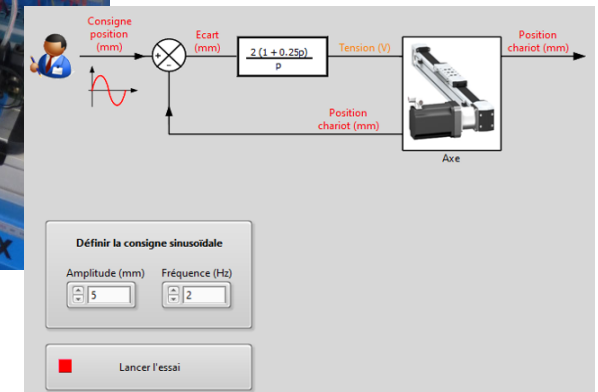 Consigne
position
(mm)
Ecart
(mm)
+
-
2 (1+0.25p)
p
Tension (V)
Position
chariot (mm)
Position
chariot (mm)
Axe
Définir la consigne sinusoïdale
Amplitude (mm)
Fréquence (Hz)
5
2
Lancer l'essai
X